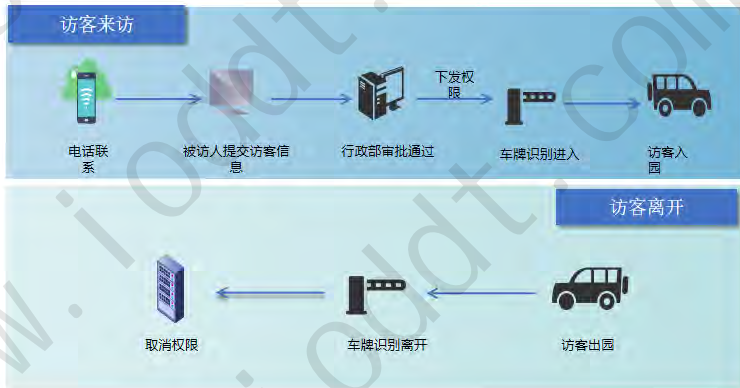 访客来访
下发权
限
电话联
系
被访人提交访客信
息
行政部审批通过
车牌识别进入
访客入
园
访客离开
取消权限
车牌识别离开
访客出园
w.ioddt.com